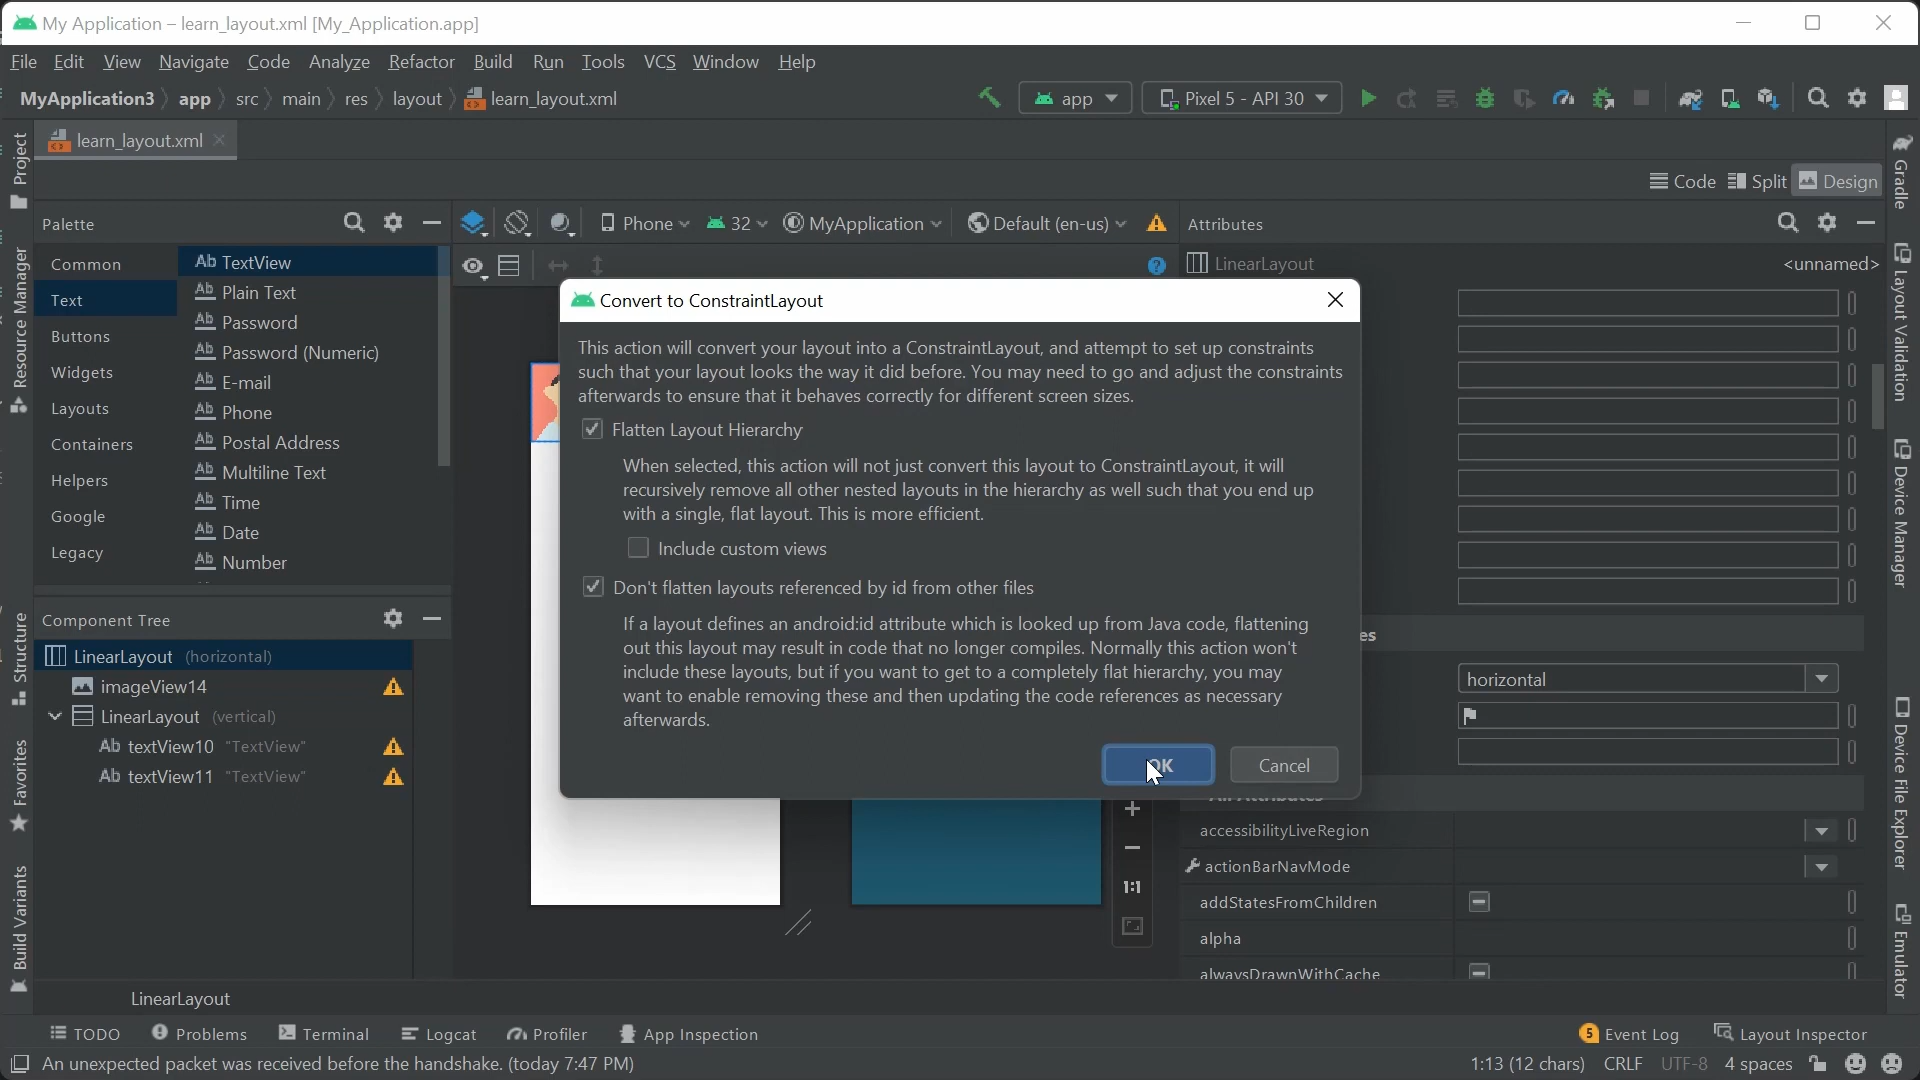 My Application – learn_layout.xml [My_Application.app]
File Edit View Navigate Code Analyze Refactor Build Run Tools VCS Window Help
MyApplication3 app src main res layout learn_layout.xml
app Pixel 5 - API 30
learn_layout.xml
Code Split Design
Palette
Phone 32 MyApplication Default (en-us)
Attributes
Common
Text
Buttons
Widgets
Layouts
Containers
Helpers
Google
Legacy
Ab TextView
Ab Plain Text
Ab Password
Ab Password (Numeric)
Ab E-mail
Ab Phone
Ab Postal Address
Ab Multiline Text
Ab Time
Ab Date
Ab Number
LinearLayout <unnamed>
Convert to ConstraintLayout
This action will convert your layout into a ConstraintLayout, and attempt to set up constraints
such that your layout looks the way it did before. You may need to go and adjust the constraints
afterwards to ensure that it behaves correctly for different screen sizes.
Flatten Layout Hierarchy
When selected, this action will not just convert this layout to ConstraintLayout, it will
recursively remove all other nested layouts in the hierarchy as well such that you end up
with a single, flat layout. This is more efficient.
Include custom views
Don't flatten layouts referenced by id from other files
If a layout defines an android:id attribute which is looked up from Java code, flattening
out this layout may result in code that no longer compiles. Normally this action won't
include these layouts, but if you want to get to a completely flat hierarchy, you may
want to enable removing these and then updating the code references as necessary
afterwards.
OK Cancel
Component Tree
LinearLayout (horizontal)
imageView14
LinearLayout (vertical)
Ab textView10 "TextView"
Ab textView11 "TextView"
es
horizontal
All Attributes
accessibilityLiveRegion
actionBarNavMode
addStatesFromChildren
alpha
alwaysDrawnWithCache
1:1
LinearLayout
Project
Resource Manager
Structure
Favorites
Build Variants
Gradle
Layout Validation
Device Manager
Device File Explorer
Emulator
TODO Problems Terminal Logcat Profiler App Inspection
5 Event Log Layout Inspector
An unexpected packet was received before the handshake. (today 7:47 PM)
1:13 (12 chars) CRLF UTF-8 4 spaces